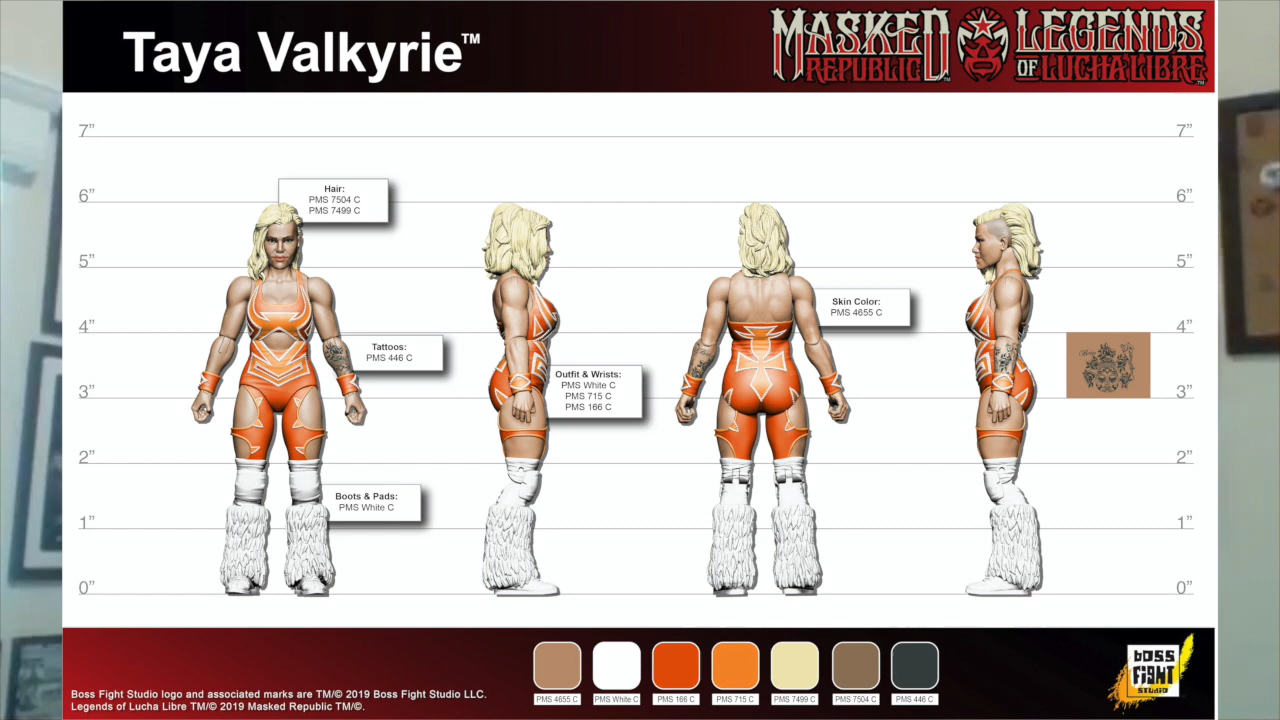 Taya Valkyrie™
MASKED REPUBLIC™
LEGENDS OF LUCHA LIBRE™
7” 7”
6” 6”
5” 5”
4” 4”
3” 3”
2” 2”
1” 1”
0” 0”
Hair:
PMS 7504 C
PMS 7499 C
Skin Color:
PMS 4655 C
Tattoos:
PMS 446 C
Outfit & Wrists:
PMS White C
PMS 715 C
PMS 166 C
Boots & Pads:
PMS White C
PMS 4655 C PMS White C PMS 166 C PMS 715 C PMS 7499 C PMS 7504 C PMS 446 C
Boss Fight Studio logo and associated marks are TM/© 2019 Boss Fight Studio LLC.
Legends of Lucha Libre TM/© 2019 Masked Republic TM/©.
BOSS
FIGHT
STUDIO